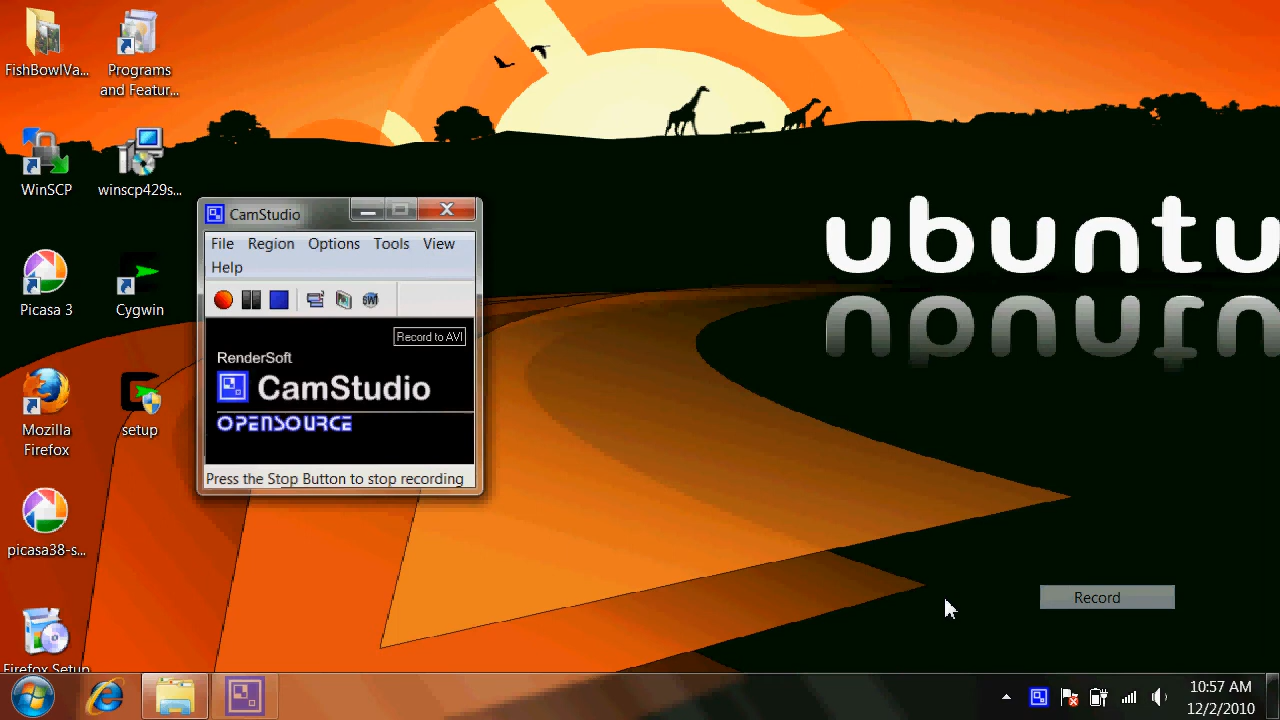 FishBowlVa...
Programs
and Featur...
WinSCP
winscp429s...
Picasa 3
Cygwin
Mozilla
Firefox
setup
picasa38-s...
Firefox Setup
CamStudio
File Region Options Tools View
Help
Record to AVI
RenderSoft
CamStudio
OPENSOURCE
Press the Stop Button to stop recording
ubuntu
Record
10:57 AM
12/2/2010